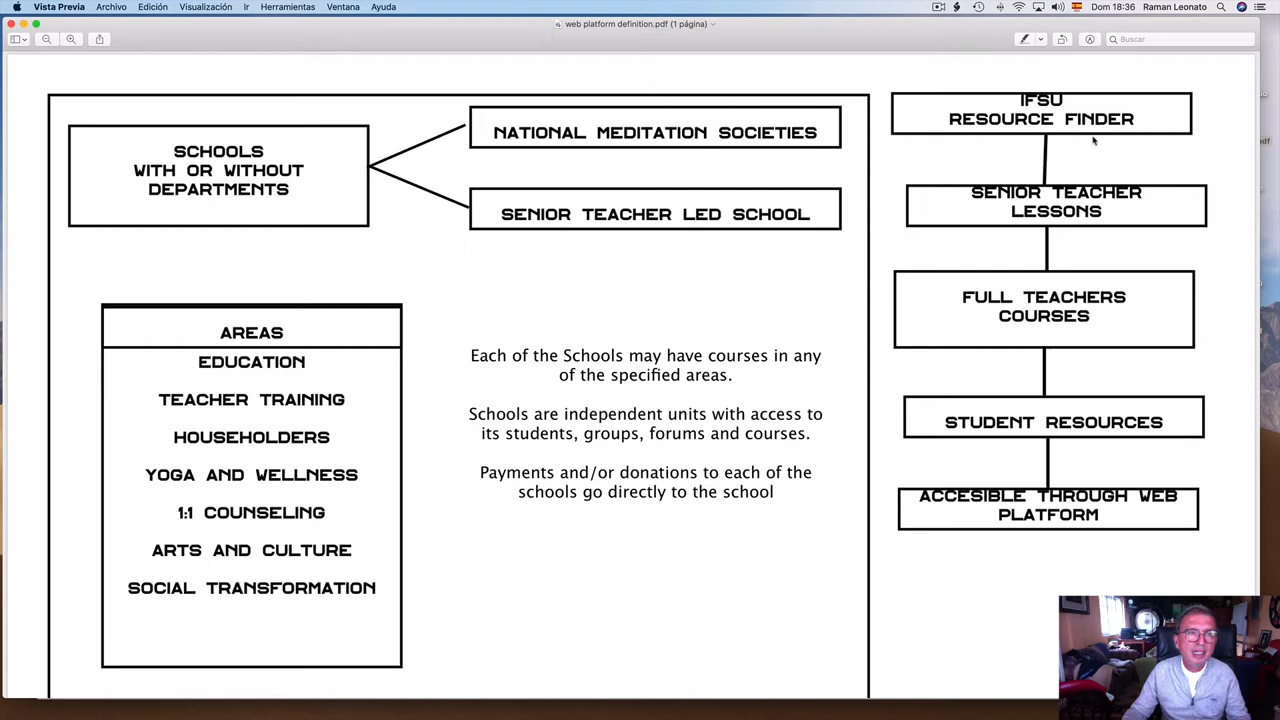 Vista Previa Archivo Edición Visualización Ir Herramientas Ventana Ayuda
Dom 18:36 Raman Leonato
web platform definition.pdf (1 página)
Buscar
SCHOOLS
WITH OR WITHOUT
DEPARTMENTS
NATIONAL MEDITATION SOCIETIES
SENIOR TEACHER LED SCHOOL
AREAS
EDUCATION
TEACHER TRAINING
HOUSEHOLDERS
YOGA AND WELLNESS
1:1 COUNSELING
ARTS AND CULTURE
SOCIAL TRANSFORMATION
Each of the Schools may have courses in any
of the specified areas.
Schools are independent units with access to
its students, groups, forums and courses.
Payments and/or donations to each of the
schools go directly to the school
IFSU
RESOURCE FINDER
SENIOR TEACHER
LESSONS
FULL TEACHERS
COURSES
STUDENT RESOURCES
ACCESIBLE THROUGH WEB
PLATFORM